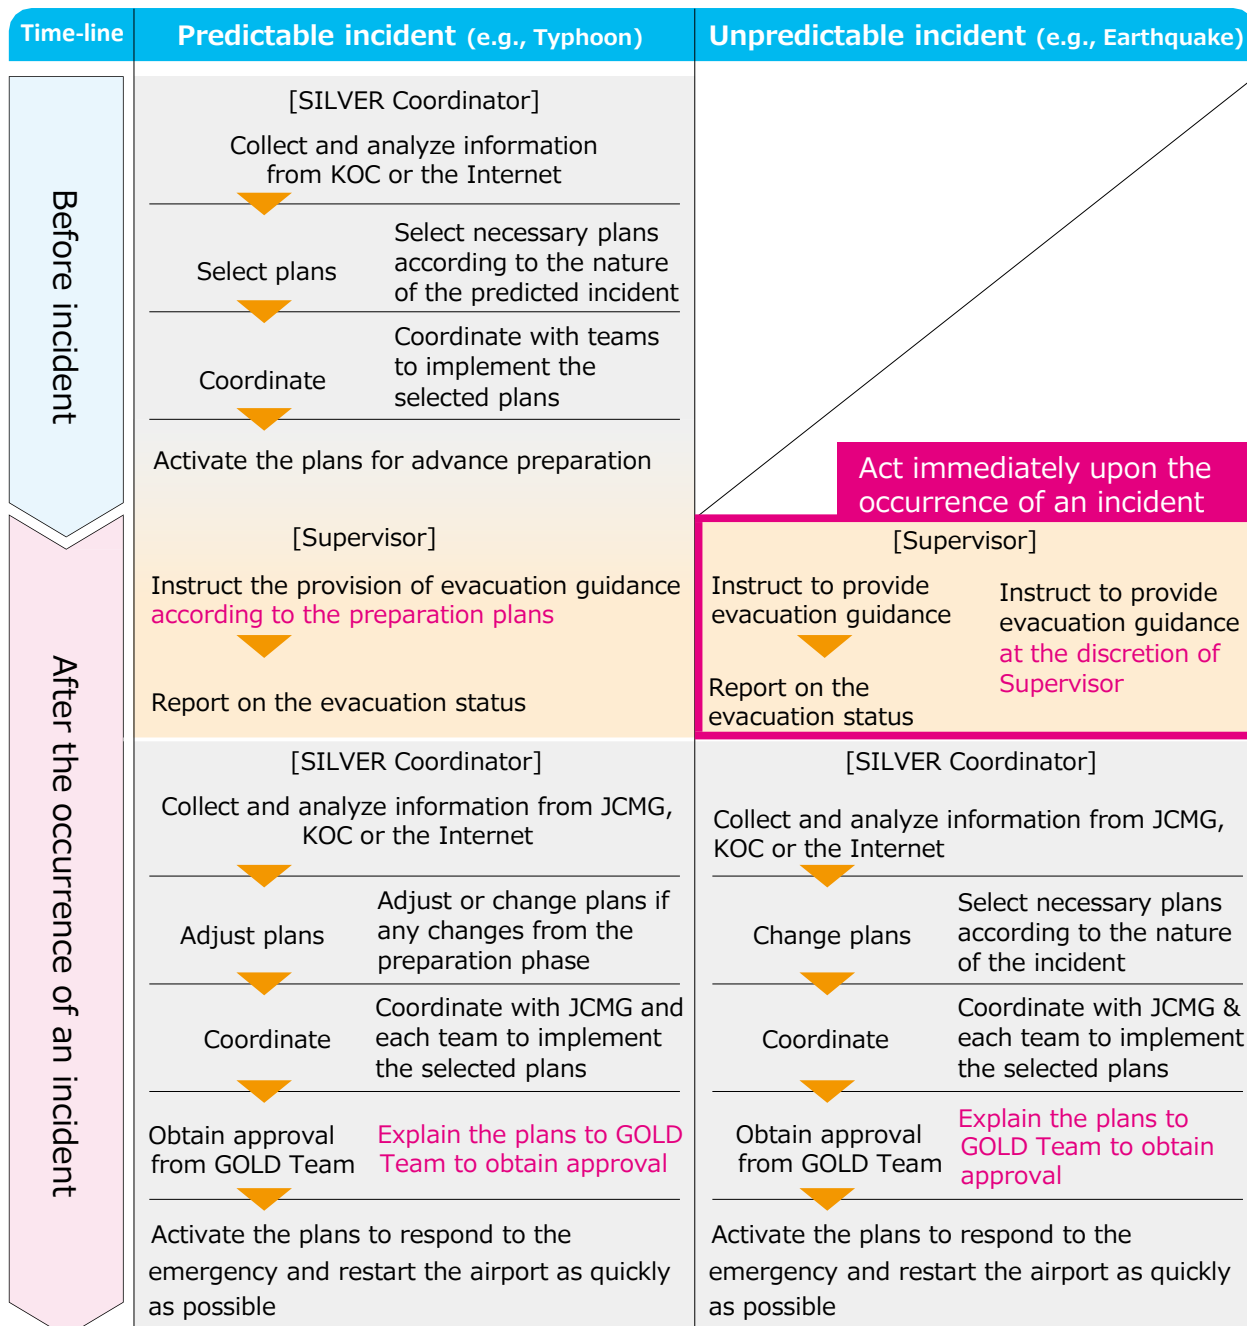 Time-line
Predictable incident (e.g., Typhoon)
Unpredictable incident (e.g., Earthquake)
Before incident
[SILVER Coordinator]
Collect and analyze information
from KOC or the Internet
Select plans
Select necessary plans
according to the nature
of the predicted incident
Coordinate
Coordinate with teams
to implement the
selected plans
Activate the plans for advance preparation
Act immediately upon the
occurrence of an incident
After the occurrence of an incident
[Supervisor]
Instruct the provision of evacuation guidance
according to the preparation plans
Report on the evacuation status
[Supervisor]
Instruct to provide
evacuation guidance
Report on the
evacuation status
Instruct to provide
evacuation guidance
at the discretion of
Supervisor
[SILVER Coordinator]
Collect and analyze information from JCMG,
KOC or the Internet
Adjust plans
Adjust or change plans if
any changes from the
preparation phase
Coordinate
Coordinate with JCMG and
each team to implement
the selected plans
Obtain approval
from GOLD Team
Explain the plans to GOLD
Team to obtain approval
Activate the plans to respond to the
emergency and restart the airport as quickly
as possible
[SILVER Coordinator]
Collect and analyze information from JCMG,
KOC or the Internet
Change plans
Select necessary plans
according to the nature
of the incident
Coordinate
Coordinate with JCMG &
each team to implement
the selected plans
Obtain approval
from GOLD Team
Explain the plans to
GOLD Team to obtain
approval
Activate the plans to respond to the
emergency and restart the airport as quickly
as possible